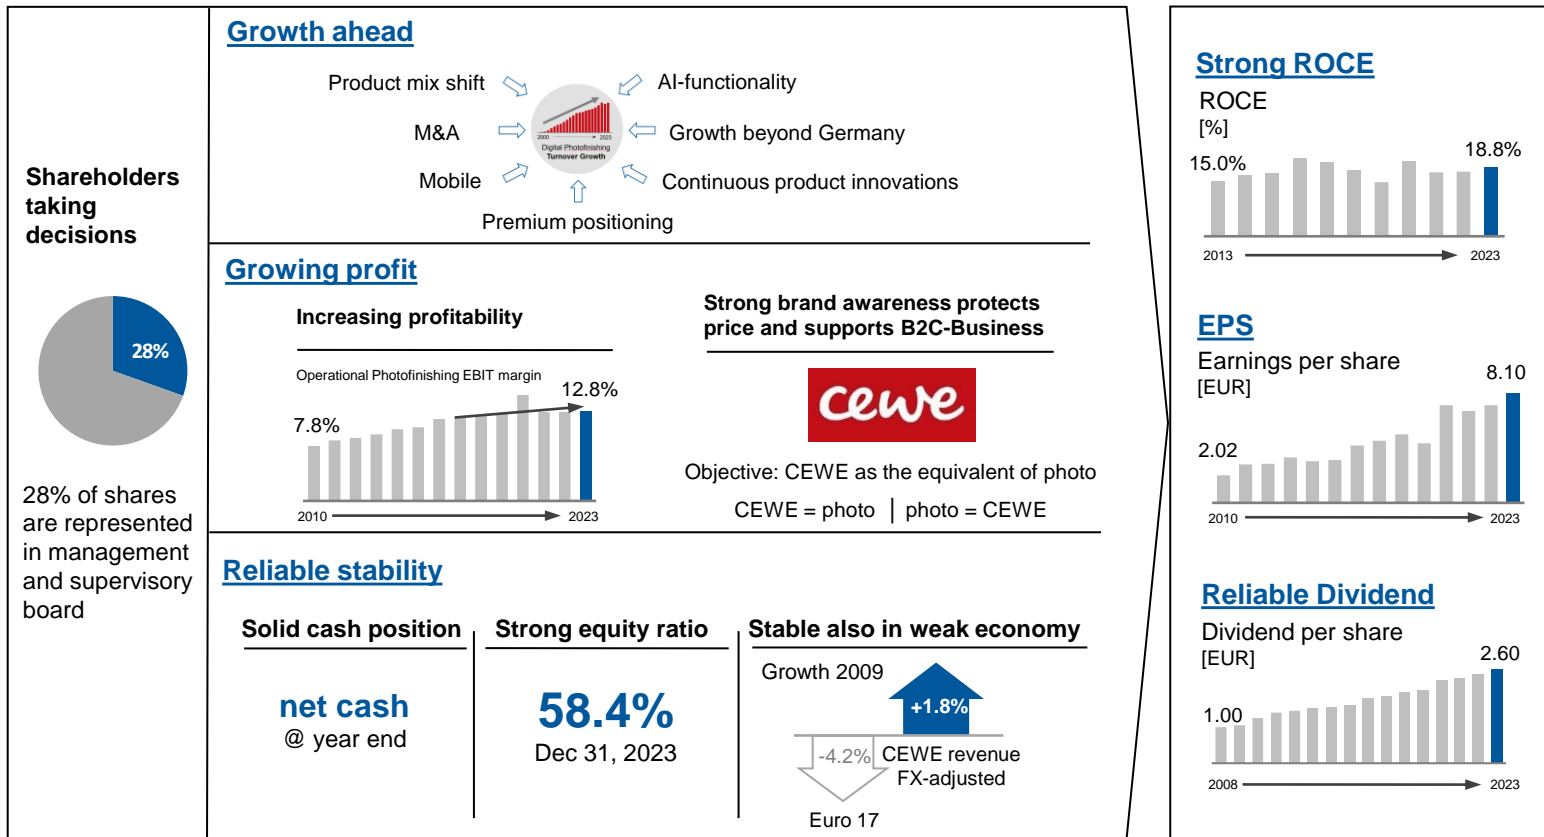 Shareholders
taking
decisions
28%
28% of shares
are represented
in management
and supervisory
board
Growth ahead
Product mix shift
M&A
Mobile
Premium positioning
AI-functionality
Growth beyond Germany
Continuous product innovations
2000
2023
Digital Photofinishing
Turnover Growth
Growing profit
Increasing profitability
Operational Photofinishing EBIT margin
7.8%
12.8%
2010
2023
Strong brand awareness protects
price and supports B2C-Business
cewe
Objective: CEWE as the equivalent of photo
CEWE = photo | photo = CEWE
Reliable stability
Solid cash position
net cash
@ year end
Strong equity ratio
58.4%
Dec 31, 2023
Stable also in weak economy
Growth 2009
+1.8%
-4.2%
CEWE revenue
FX-adjusted
Euro 17
Strong ROCE
ROCE
[%]
15.0%
18.8%
2013
2023
EPS
Earnings per share
[EUR]
8.10
2.02
2010
2023
Reliable Dividend
Dividend per share
[EUR]
2.60
1.00
2008
2023